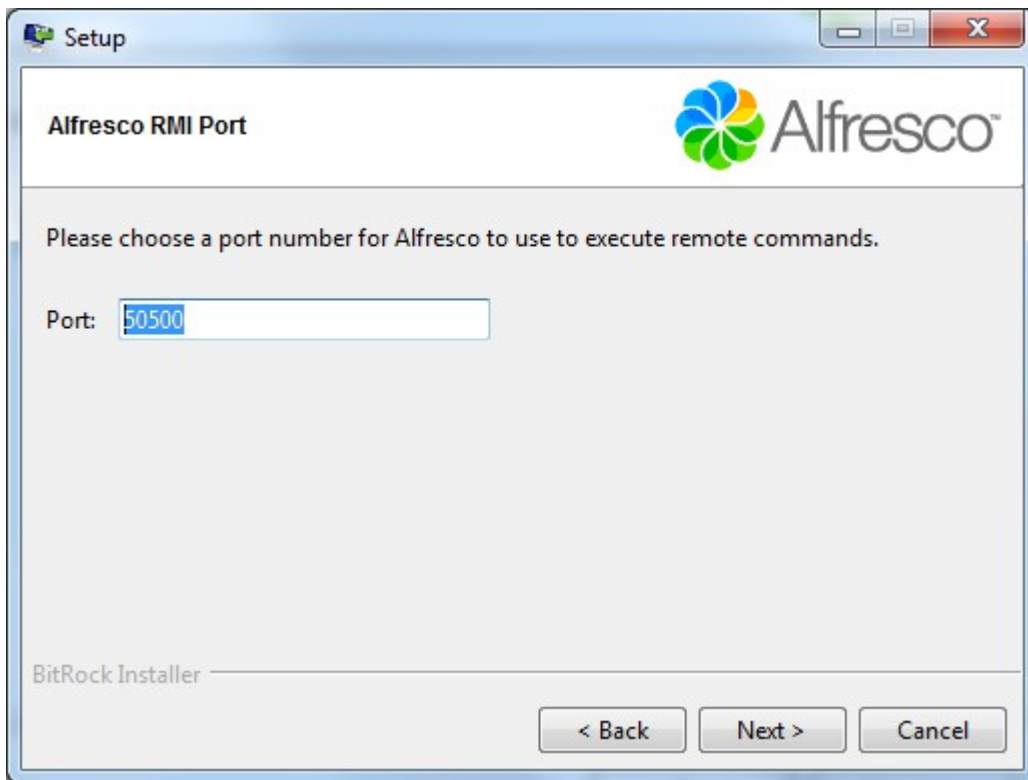 Setup
Alfresco RMI Port
Alfresco™
Please choose a port number for Alfresco to use to execute remote commands.
Port: 50500
BitRock Installer
< Back Next > Cancel